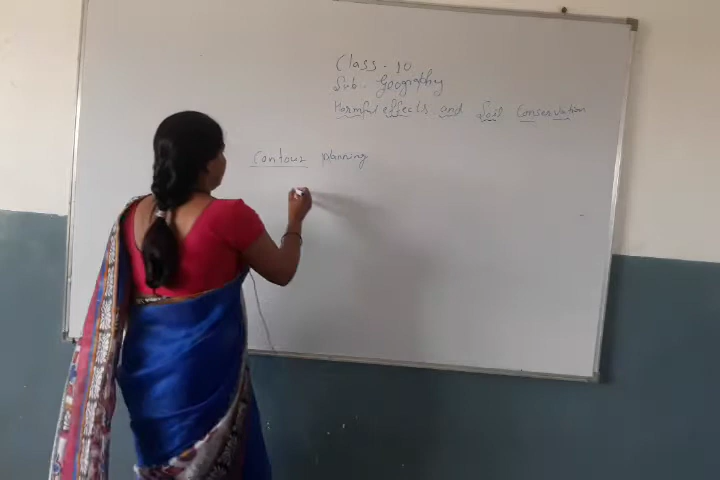 Class - 10
Sub - Geography
Harmful effects and Soil Conservation
Contour planning